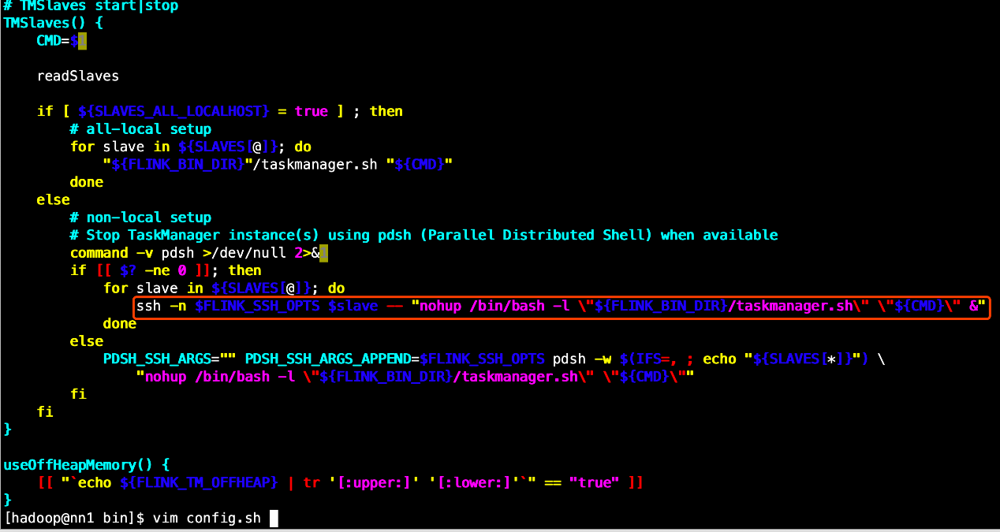 # TMSlaves start|stop
TMSlaves() {
    CMD=$1

    readSlaves

    if [ ${SLAVES_ALL_LOCALHOST} = true ] ; then
        # all-local setup
        for slave in ${SLAVES[@]}; do
            "${FLINK_BIN_DIR}"/taskmanager.sh "${CMD}"
        done
    else
        # non-local setup
        # Stop TaskManager instance(s) using pdsh (Parallel Distributed Shell) when available
        command -v pdsh >/dev/null 2>&1
        if [[ $? -ne 0 ]]; then
            for slave in ${SLAVES[@]}; do
                ssh -n $FLINK_SSH_OPTS $slave -- "nohup /bin/bash -l \"${FLINK_BIN_DIR}/taskmanager.sh\" \"${CMD}\" &"
            done
        else
            PDSH_SSH_ARGS="" PDSH_SSH_ARGS_APPEND=$FLINK_SSH_OPTS pdsh -w $(IFS=, ; echo "${SLAVES[*]}") \
                "nohup /bin/bash -l \"${FLINK_BIN_DIR}/taskmanager.sh\" \"${CMD}\""
        fi
    fi
}

useOffHeapMemory() {
    [[ "`echo ${FLINK_TM_OFFHEAP} | tr '[:upper:]' '[:lower:]'`" == "true" ]]
}
[hadoop@nn1 bin]$ vim config.sh